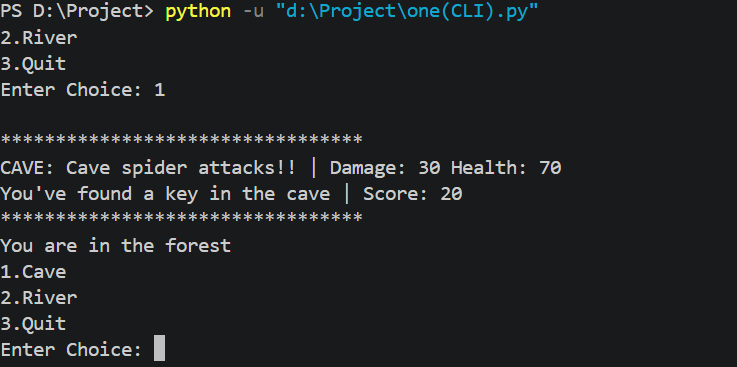 PS D:\Project> python -u "d:\Project\one(CLI).py"
2.River
3.Quit
Enter Choice: 1

**********************************
CAVE: Cave spider attacks!! | Damage: 30 Health: 70
You've found a key in the cave | Score: 20
**********************************
You are in the forest
1.Cave
2.River
3.Quit
Enter Choice: